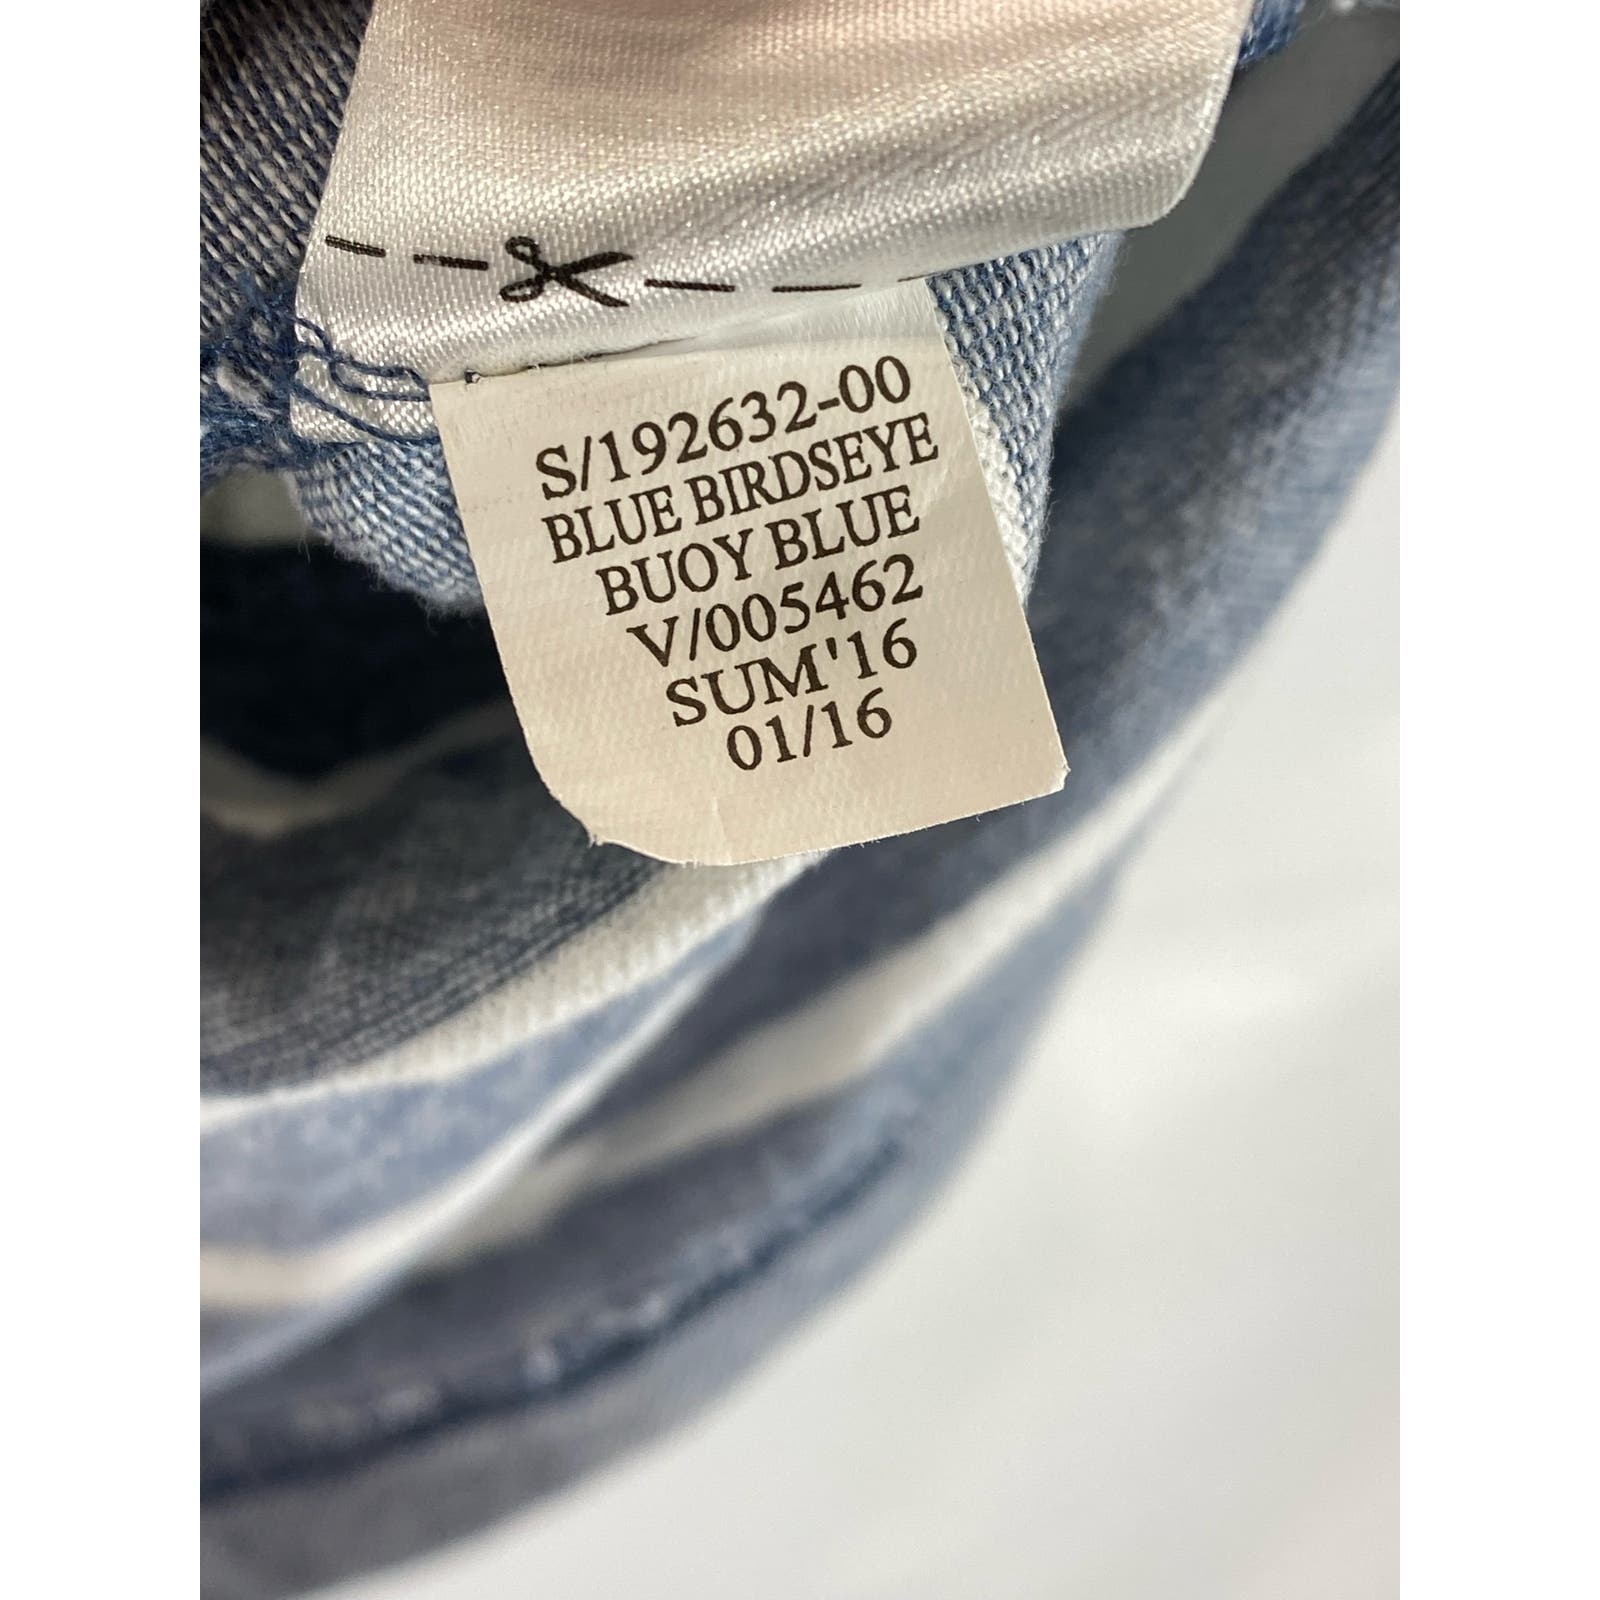 S/192632-00
BLUE BIRDSEYE
BUOY BLUE
V/005462
SUM'16
01/16